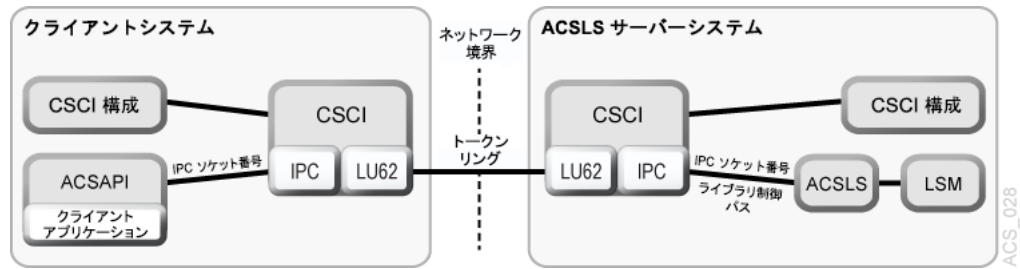 クライアントシステム
CSCI 構成
CSCI
IPC
LU62
ACSAPI
クライアント
アプリケーション
IPC ソケット番号
ネットワーク
境界
トークン
リング
ACSLS サーバーシステム
CSCI
LU62
IPC
CSCI 構成
IPC ソケット番号
ライブラリ制御
パス
ACSLS
LSM
ACS_028